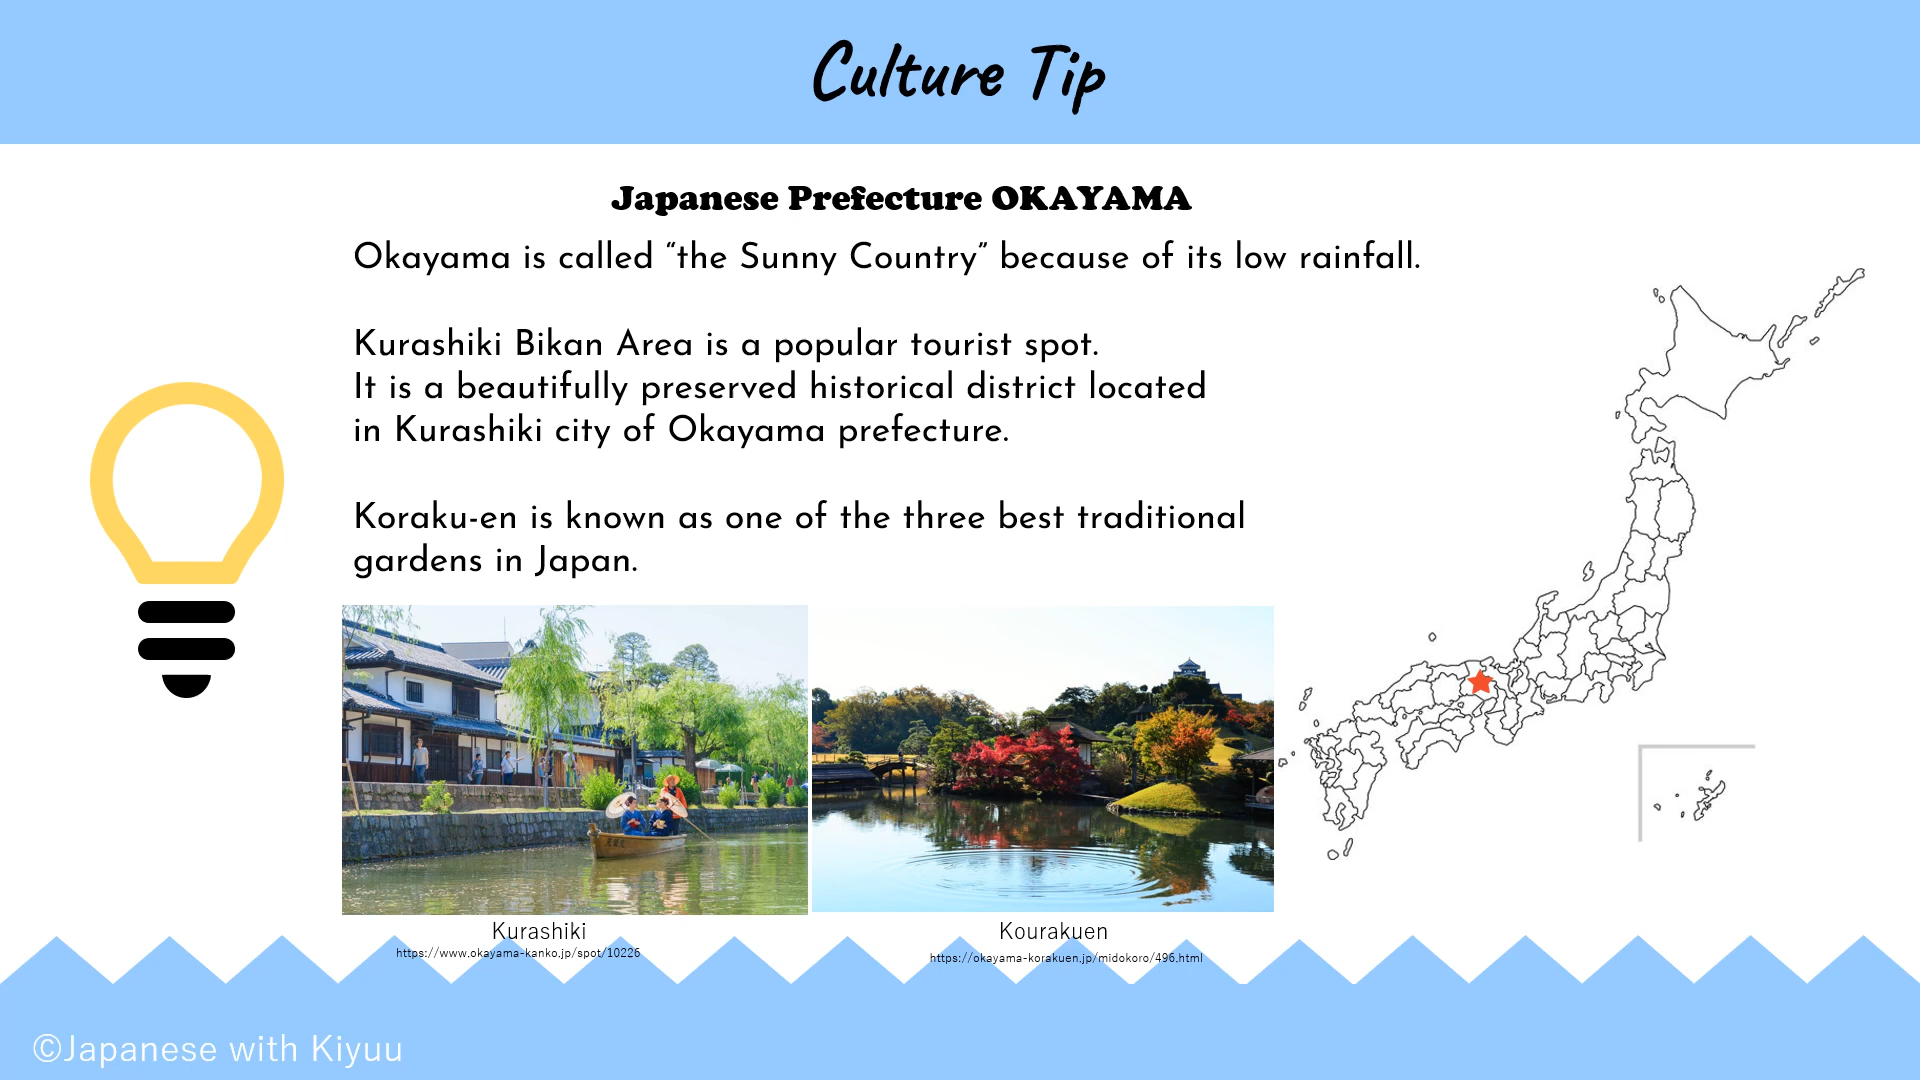 Culture Tip
Japanese Prefecture OKAYAMA
Okayama is called “the Sunny Country” because of its low rainfall.
Kurashiki Bikan Area is a popular tourist spot.
It is a beautifully preserved historical district located
in Kurashiki city of Okayama prefecture.
Koraku-en is known as one of the three best traditional
gardens in Japan.
Kurashiki
https://www.okayama-kanko.jp/spot/10226
Kourakuen
https://okayama-korakuen.jp/midokoro/496.html
©Japanese with Kiyuu